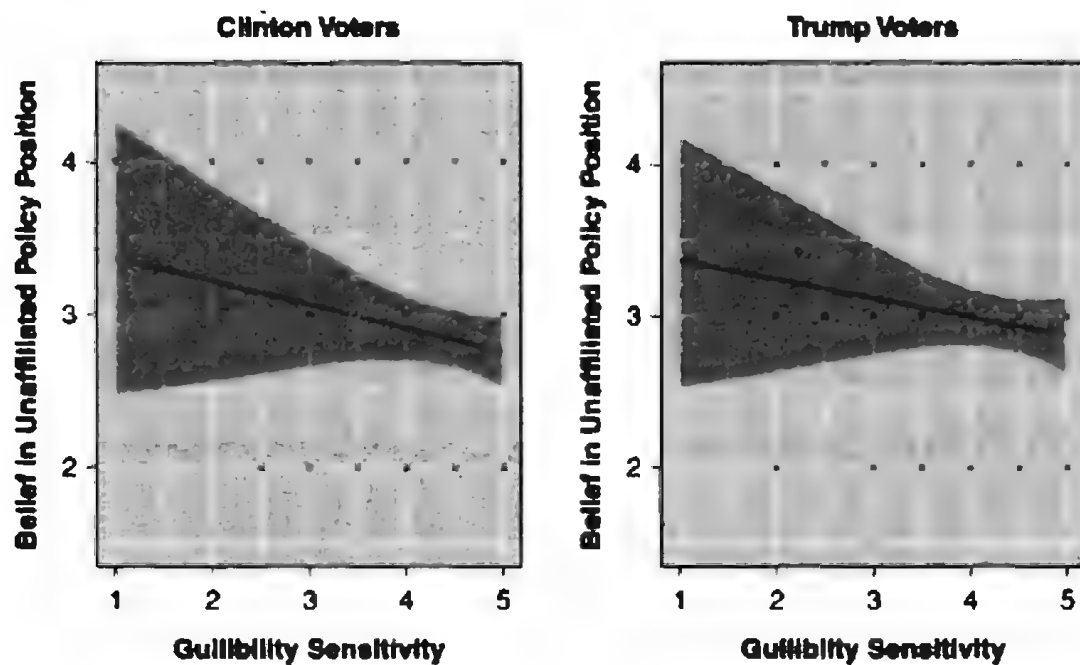 Clinton Voters
Belief in Unaffiliated Policy Position
4
3
2
1 2 3 4 5
Gullibility Sensitivity
Trump Voters
Belief in Unaffiliated Policy Position
4
3
2
1 2 3 4 5
Gullibility Sensitivity